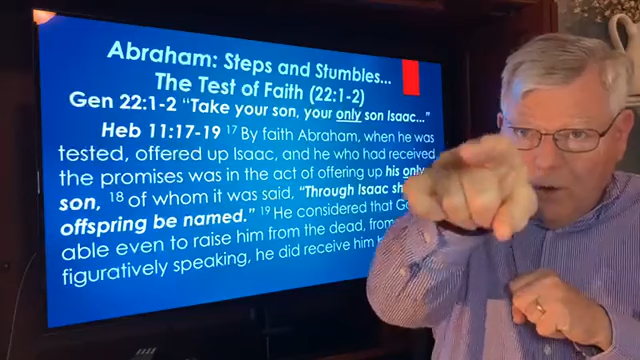 Abraham: Steps and Stumbles...
The Test of Faith (22:1-2)
Gen 22:1-2 “Take your son, your only son Isaac...”
Heb 11:17-19 17 By faith Abraham, when he was
tested, offered up Isaac, and he who had received
the promises was in the act of offering up his only
son, 18 of whom it was said, “Through Isaac
offspring be named.” 19 He considered that
able even to raise him from the dead,
figuratively speaking, he did receive him